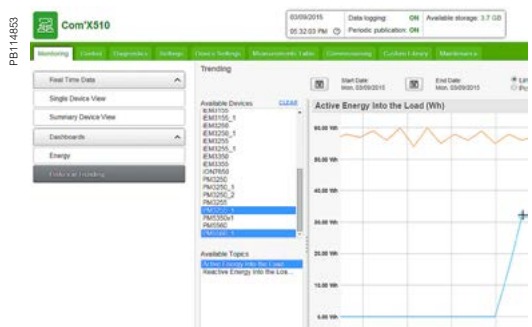 PB114853
Com'X510
03/09/2015
05:32:03 PM
Data logging: ON
Periodic publication: ON
Available storage: 3.7 GB
Monitoring Control Diagnostics Settings Device Settings Measurements Table Commissioning Custom Library Maintenance
Real Time Data
Single Device View
Summary Device View
Dashboards
Energy
Historical Trending
Trending
Start Date
Mon. 03/09/2015
End Date
Mon. 03/09/2015
Available Devices CLEAR
iEM3155
iEM3155_1
iEM3250
iEM3250_1
iEM3255
iEM3255_1
iEM3350
iEM3355
ION7650
PM3250
PM3250_1
PM3250_2
PM3255
PM3255_1
PM5350x1
PM5560
PM5560_1
Available Topics
Active Energy Into the Load
Reactive Energy Into the Loa...
Active Energy Into the Load (Wh)
60.00 Wh
50.00 Wh
40.00 Wh
30.00 Wh
20.00 Wh
10.00 Wh